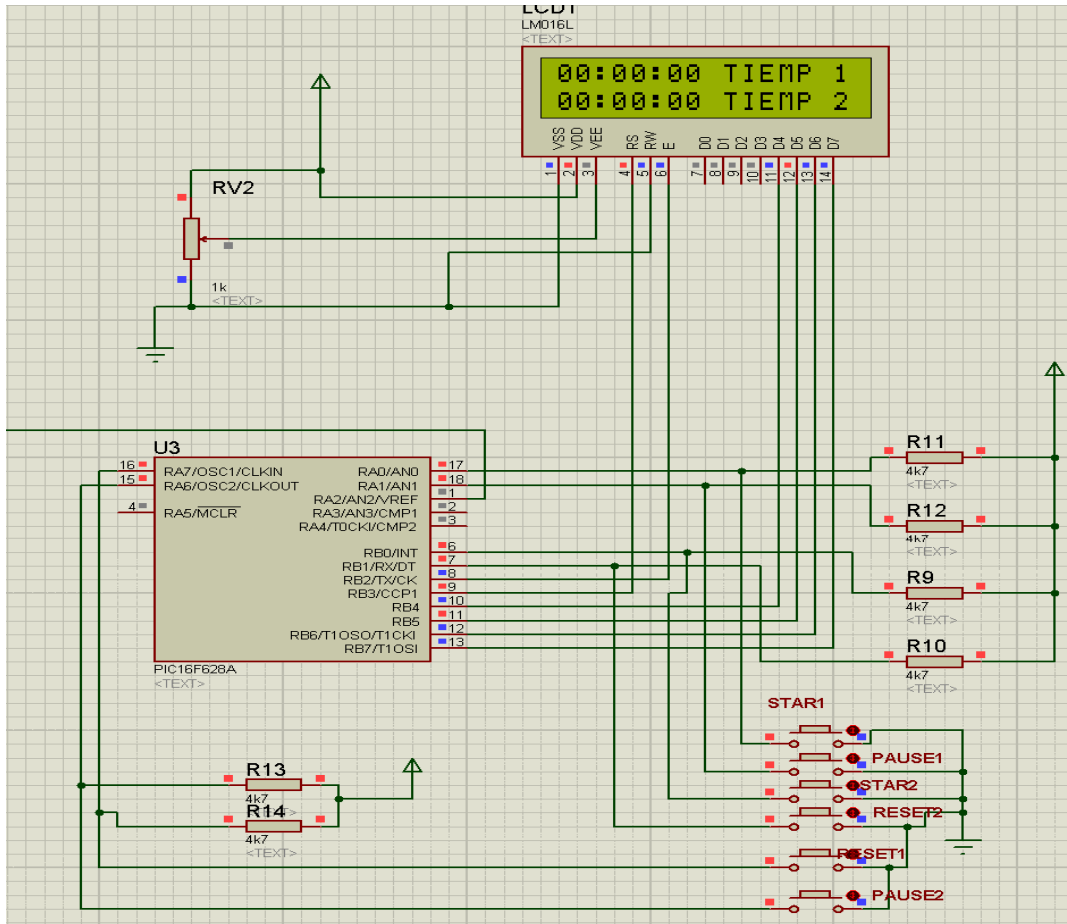 LCD1
LM016L
<TEXT>
00:00:00 TIEMP 1
00:00:00 TIEMP 2
VSS
VDD
VEE
RS
RW
E
D0
D1
D2
D3
D4
D5
D6
D7
1
2
3
4
5
6
7
8
9
10
11
12
13
14
RV2
1k
<TEXT>
U3
16
RA7/OSC1/CLKIN
15
RA6/OSC2/CLKOUT
4
RA5/MCLR
RA0/AN0
17
RA1/AN1
18
RA2/AN2/VREF
1
RA3/AN3/CMP1
2
RA4/T0CKI/CMP2
3
RB0/INT
6
RB1/RX/DT
7
RB2/TX/CK
8
RB3/CCP1
9
RB4
10
RB5
11
RB6/T1OSO/T1CKI
12
RB7/T1OSI
13
PIC16F628A
<TEXT>
R11
4k7
<TEXT>
R12
4k7
<TEXT>
R9
4k7
<TEXT>
R10
4k7
<TEXT>
STAR1
PAUSE1
STAR2
RESET2
RESET1
PAUSE2
R13
4k7
<TEXT>
R14
4k7
<TEXT>